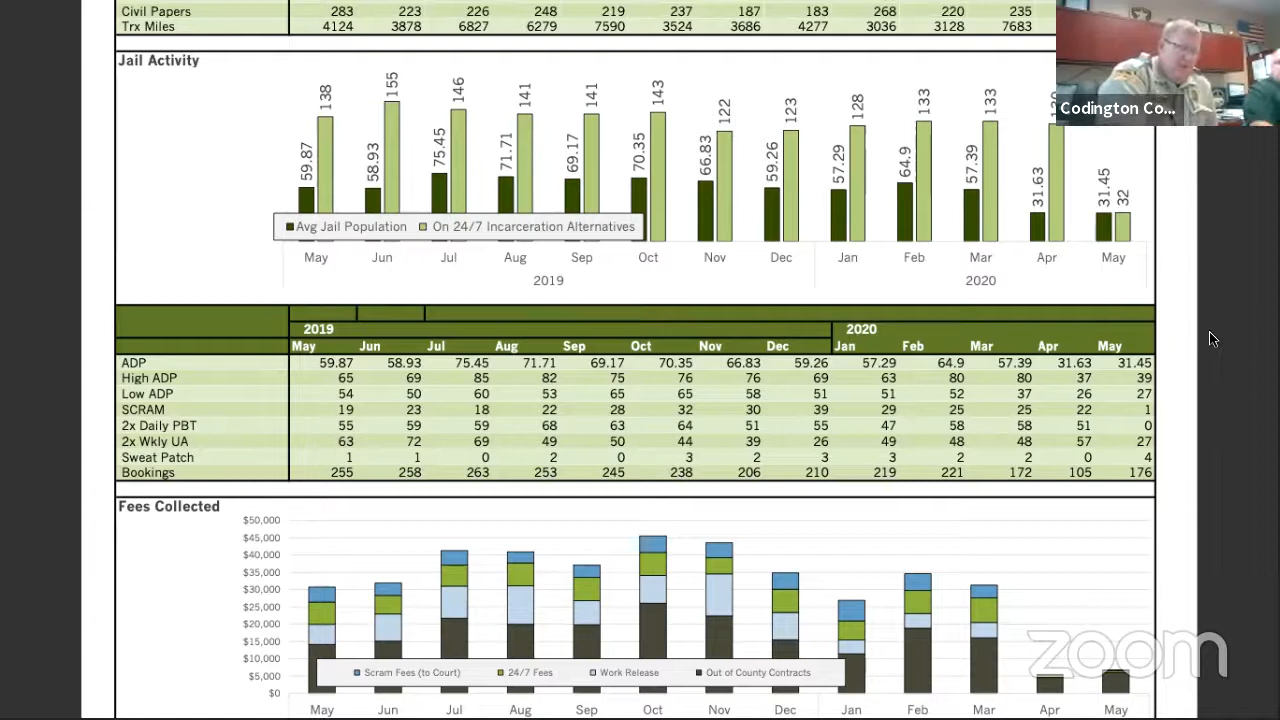 Civil Papers 283 223 226 248 219 237 187 183 268 220 235
Trx Miles 4124 3878 6827 6279 7590 3524 3686 4277 3036 3128 7683
Codington Co...
Jail Activity
59.87 138 58.93 155 75.45 146 71.71 141 69.17 141 70.35 143 66.83 122 59.26 123 57.29 128 64.9 133 57.39 133 31.63 31.45 32
Avg Jail Population On 24/7 Incarceration Alternatives
May Jun Jul Aug Sep Oct Nov Dec Jan Feb Mar Apr May
2019 2020
2019 2020
May Jun Jul Aug Sep Oct Nov Dec Jan Feb Mar Apr May
ADP 59.87 58.93 75.45 71.71 69.17 70.35 66.83 59.26 57.29 64.9 57.39 31.63 31.45
High ADP 65 69 85 82 75 76 76 69 63 80 80 37 39
Low ADP 54 50 60 53 65 65 58 51 51 52 37 26 27
SCRAM 19 23 18 22 28 32 30 39 29 25 25 22 1
2x Daily PBT 55 59 59 68 63 64 51 55 47 58 58 51 0
2x Wkly UA 63 72 69 49 50 44 39 26 49 48 48 57 27
Sweat Patch 1 1 0 2 0 3 2 3 3 2 2 0 4
Bookings 255 258 263 253 245 238 206 210 219 221 172 105 176
Fees Collected
$50,000
$45,000
$40,000
$35,000
$30,000
$25,000
$20,000
$15,000
$10,000
$5,000
$0
Scram Fees (to Court) 24/7 Fees Work Release Out of County Contracts
May Jun Jul Aug Sep Oct Nov Dec Jan Feb Mar Apr May
zoom